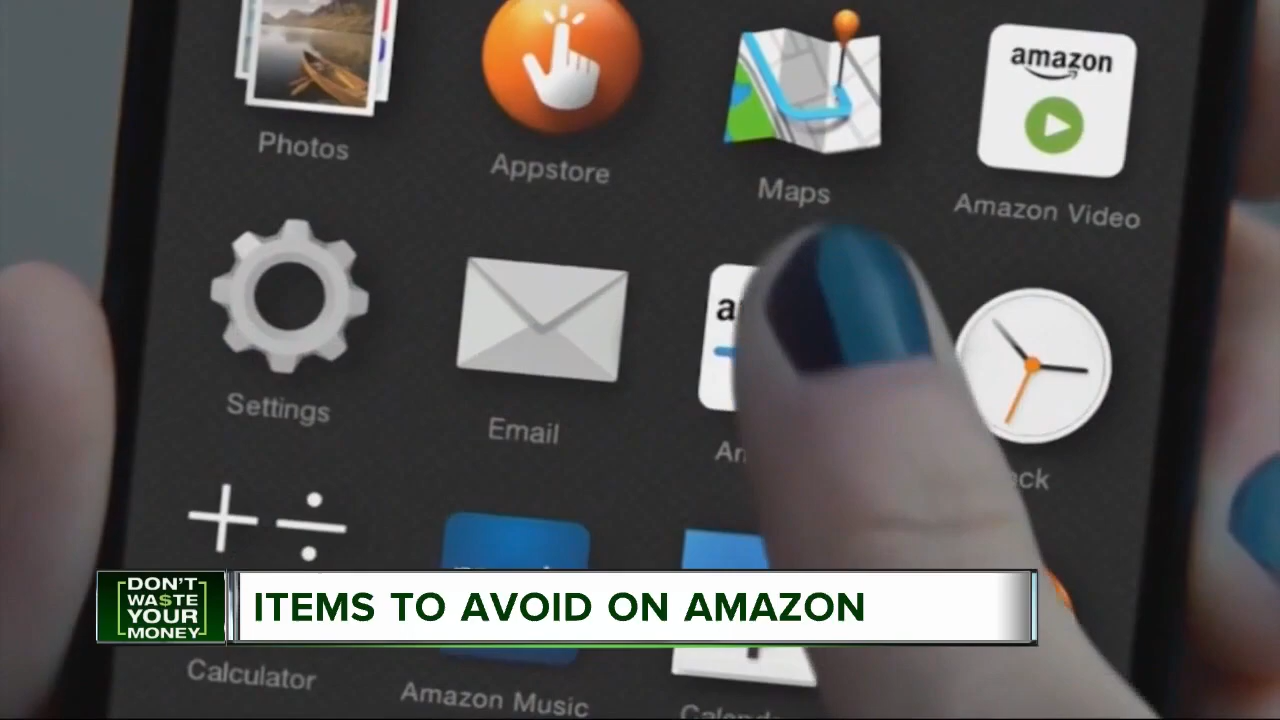 amazon
Photos
Appstore
Maps
Amazon Video
Settings
Email
DON'T
WA$TE
YOUR
MONEY
ITEMS TO AVOID ON AMAZON
Calculator
Amazon Music